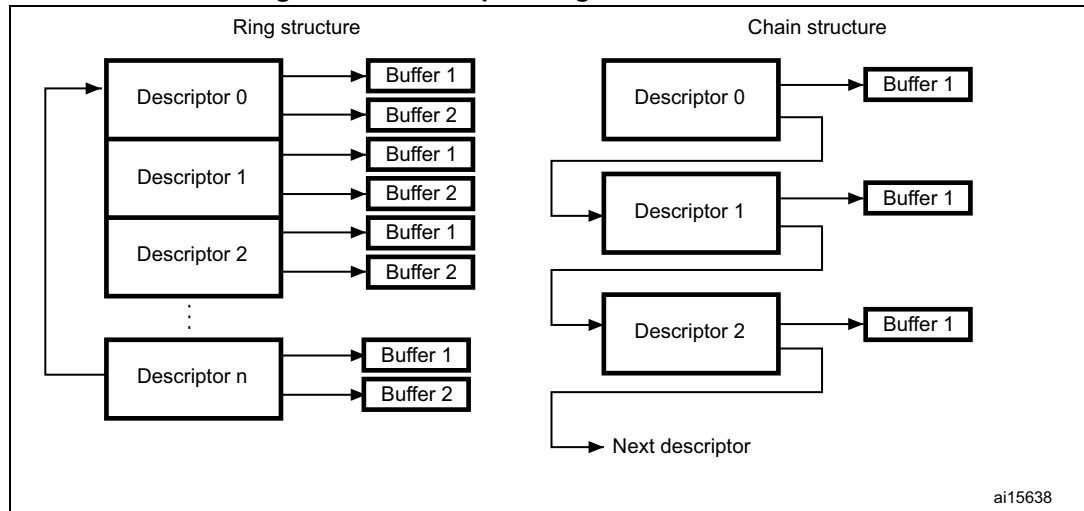 Ring structure
Descriptor 0
Buffer 1
Buffer 2
Descriptor 1
Buffer 1
Buffer 2
Descriptor 2
Buffer 1
Buffer 2
Descriptor n
Buffer 1
Buffer 2
Chain structure
Descriptor 0
Buffer 1
Descriptor 1
Buffer 1
Descriptor 2
Buffer 1
Next descriptor
ai15638